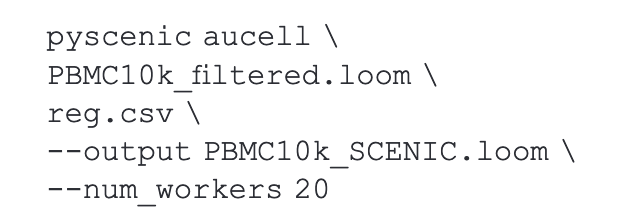 pyscenic aucell \
PBMC10k_filtered.loom \
reg.csv \
--output PBMC10k_SCENIC.loom \
--num_workers 20